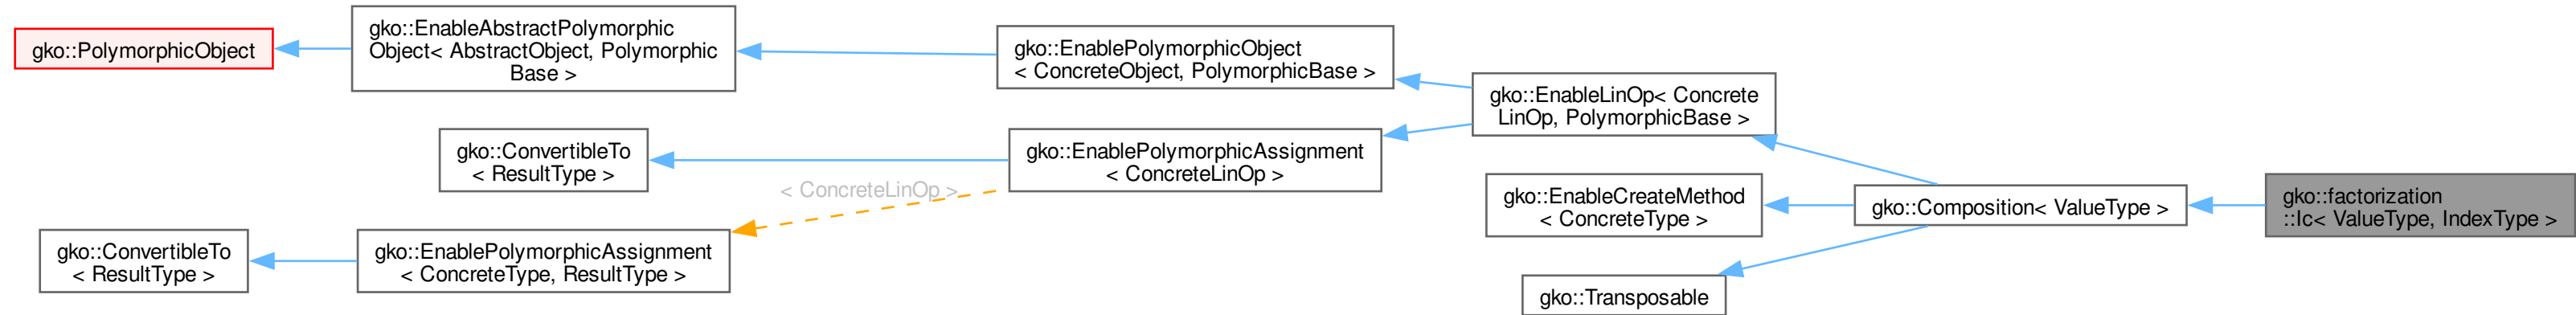 gko::PolymorphicObject
gko::EnableAbstractPolymorphic
Object< AbstractObject, Polymorphic
Base >
gko::EnablePolymorphicObject
< ConcreteObject, PolymorphicBase >
gko::EnableLinOp< Concrete
LinOp, PolymorphicBase >
gko::ConvertibleTo
< ResultType >
gko::EnablePolymorphicAssignment
< ConcreteLinOp >
< ConcreteLinOp >
gko::ConvertibleTo
< ResultType >
gko::EnablePolymorphicAssignment
< ConcreteType, ResultType >
gko::EnableCreateMethod
< ConcreteType >
gko::Transposable
gko::Composition< ValueType >
gko::factorization
::Ic< ValueType, IndexType >